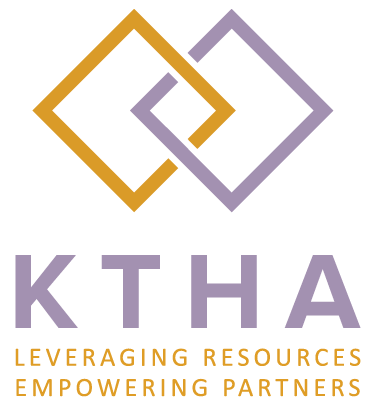 KTHA
LEVERAGING RESOURCES
EMPOWERING PARTNERS